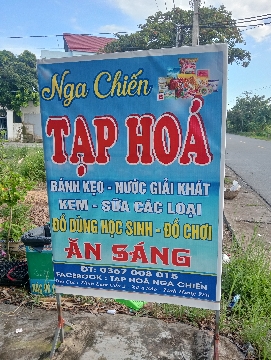 Nga Chiến
TẠP HOÁ
BÁNH KẸO - NƯỚC GIẢI KHÁT
KEM - SỮA CÁC LOẠI
ĐỒ DÙNG HỌC SINH - ĐỒ CHƠI
ĂN SÁNG
ĐT: 0367 008 015
FACEBOOK: TẠP HOÁ NGA CHIẾN